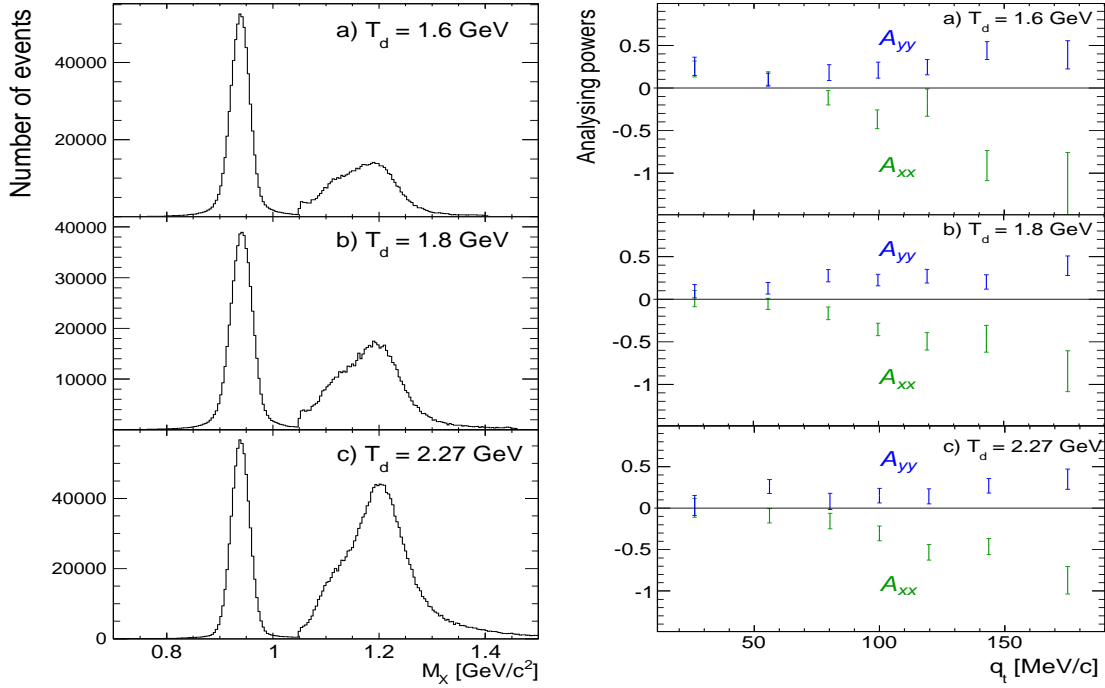 Number of events
a) T_d = 1.6 GeV
40000
20000
0
b) T_d = 1.8 GeV
40000
30000
20000
10000
c) T_d = 2.27 GeV
40000
20000
0
0.8 1 1.2 1.4
M_X [GeV/c²]
Analysing powers
a) T_d = 1.6 GeV
A_yy
0.5
0
-0.5
A_xx
-1
b) T_d = 1.8 GeV
A_yy
0.5
0
-0.5
A_xx
-1
c) T_d = 2.27 GeV
A_yy
0.5
0
-0.5
A_xx
-1
50 100 150
q_t [MeV/c]